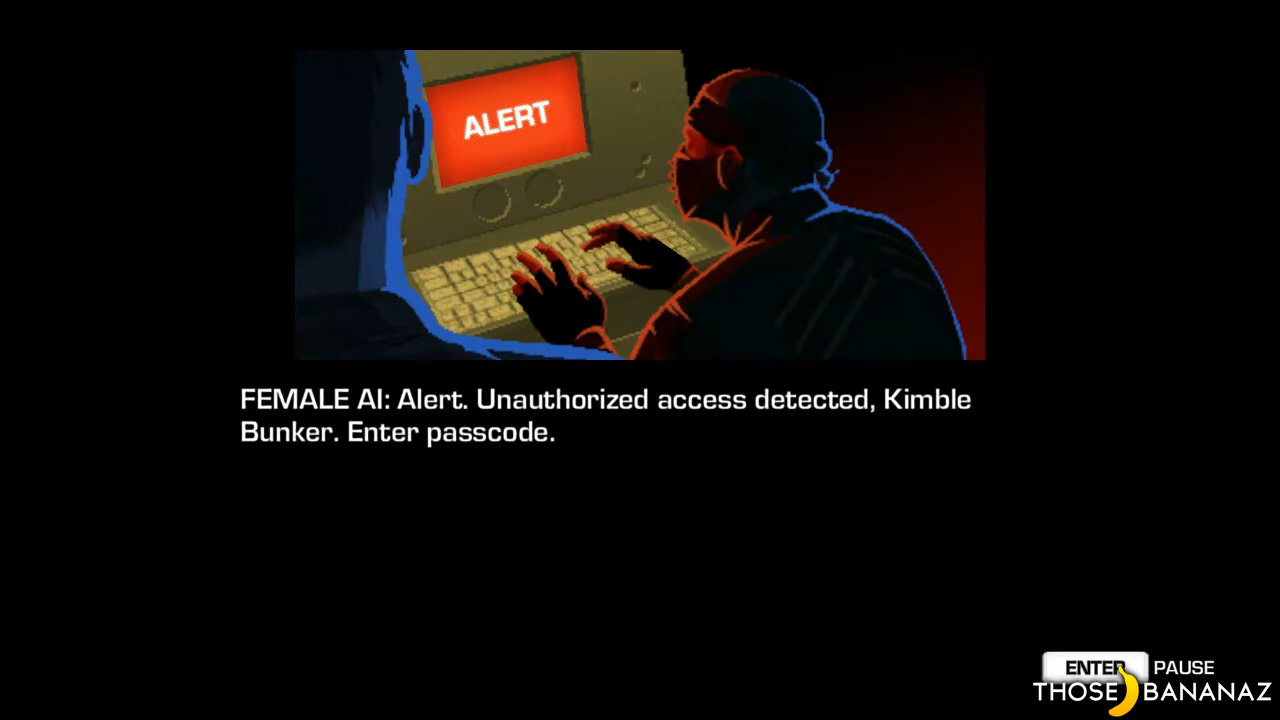 ALERT
FEMALE AI: Alert. Unauthorized access detected, Kimble
Bunker. Enter passcode.
ENTER PAUSE
THOSE BANANAZ